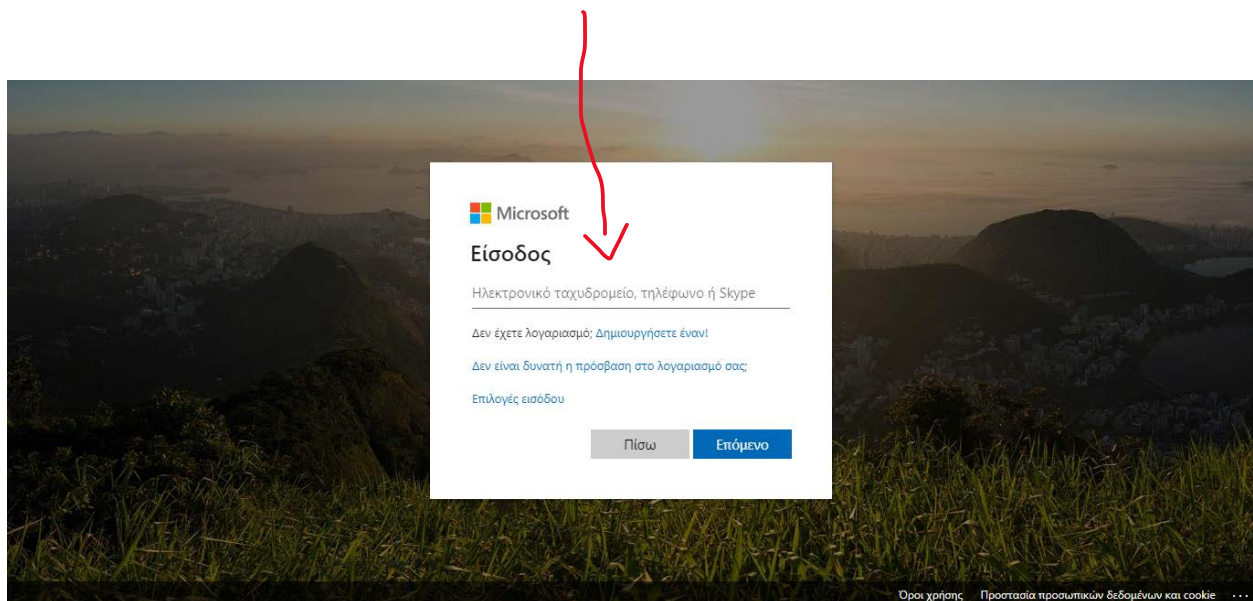 Microsoft
Είσοδος
Ηλεκτρονικό ταχυδρομείο, τηλέφωνο ή Skype
Δεν έχετε λογαριασμό; Δημιουργήσετε έναν!
Δεν είναι δυνατή η πρόσβαση στο λογαριασμό σας;
Επιλογές εισόδου
Πίσω Επόμενο
Όροι χρήσης Προστασία προσωπικών δεδομένων και cookie ...